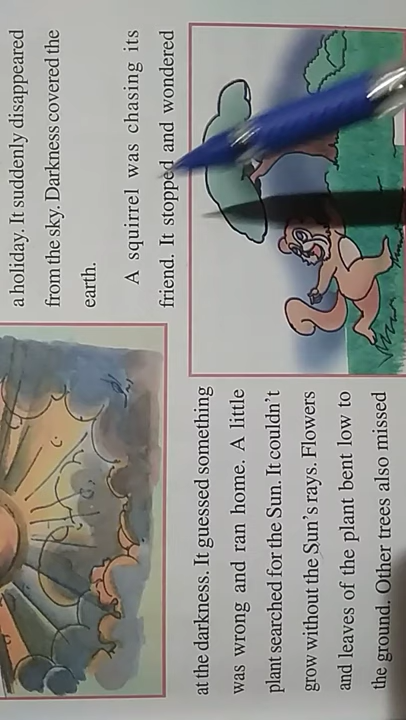 a holiday. It suddenly disappeared
from the sky. Darkness covered the
earth.
A squirrel was chasing its
friend. It stopped and wondered
at the darkness. It guessed something
was wrong and ran home. A little
plant searched for the Sun. It couldn't
grow without the Sun's rays. Flowers
and leaves of the plant bent low to
the ground. Other trees also missed